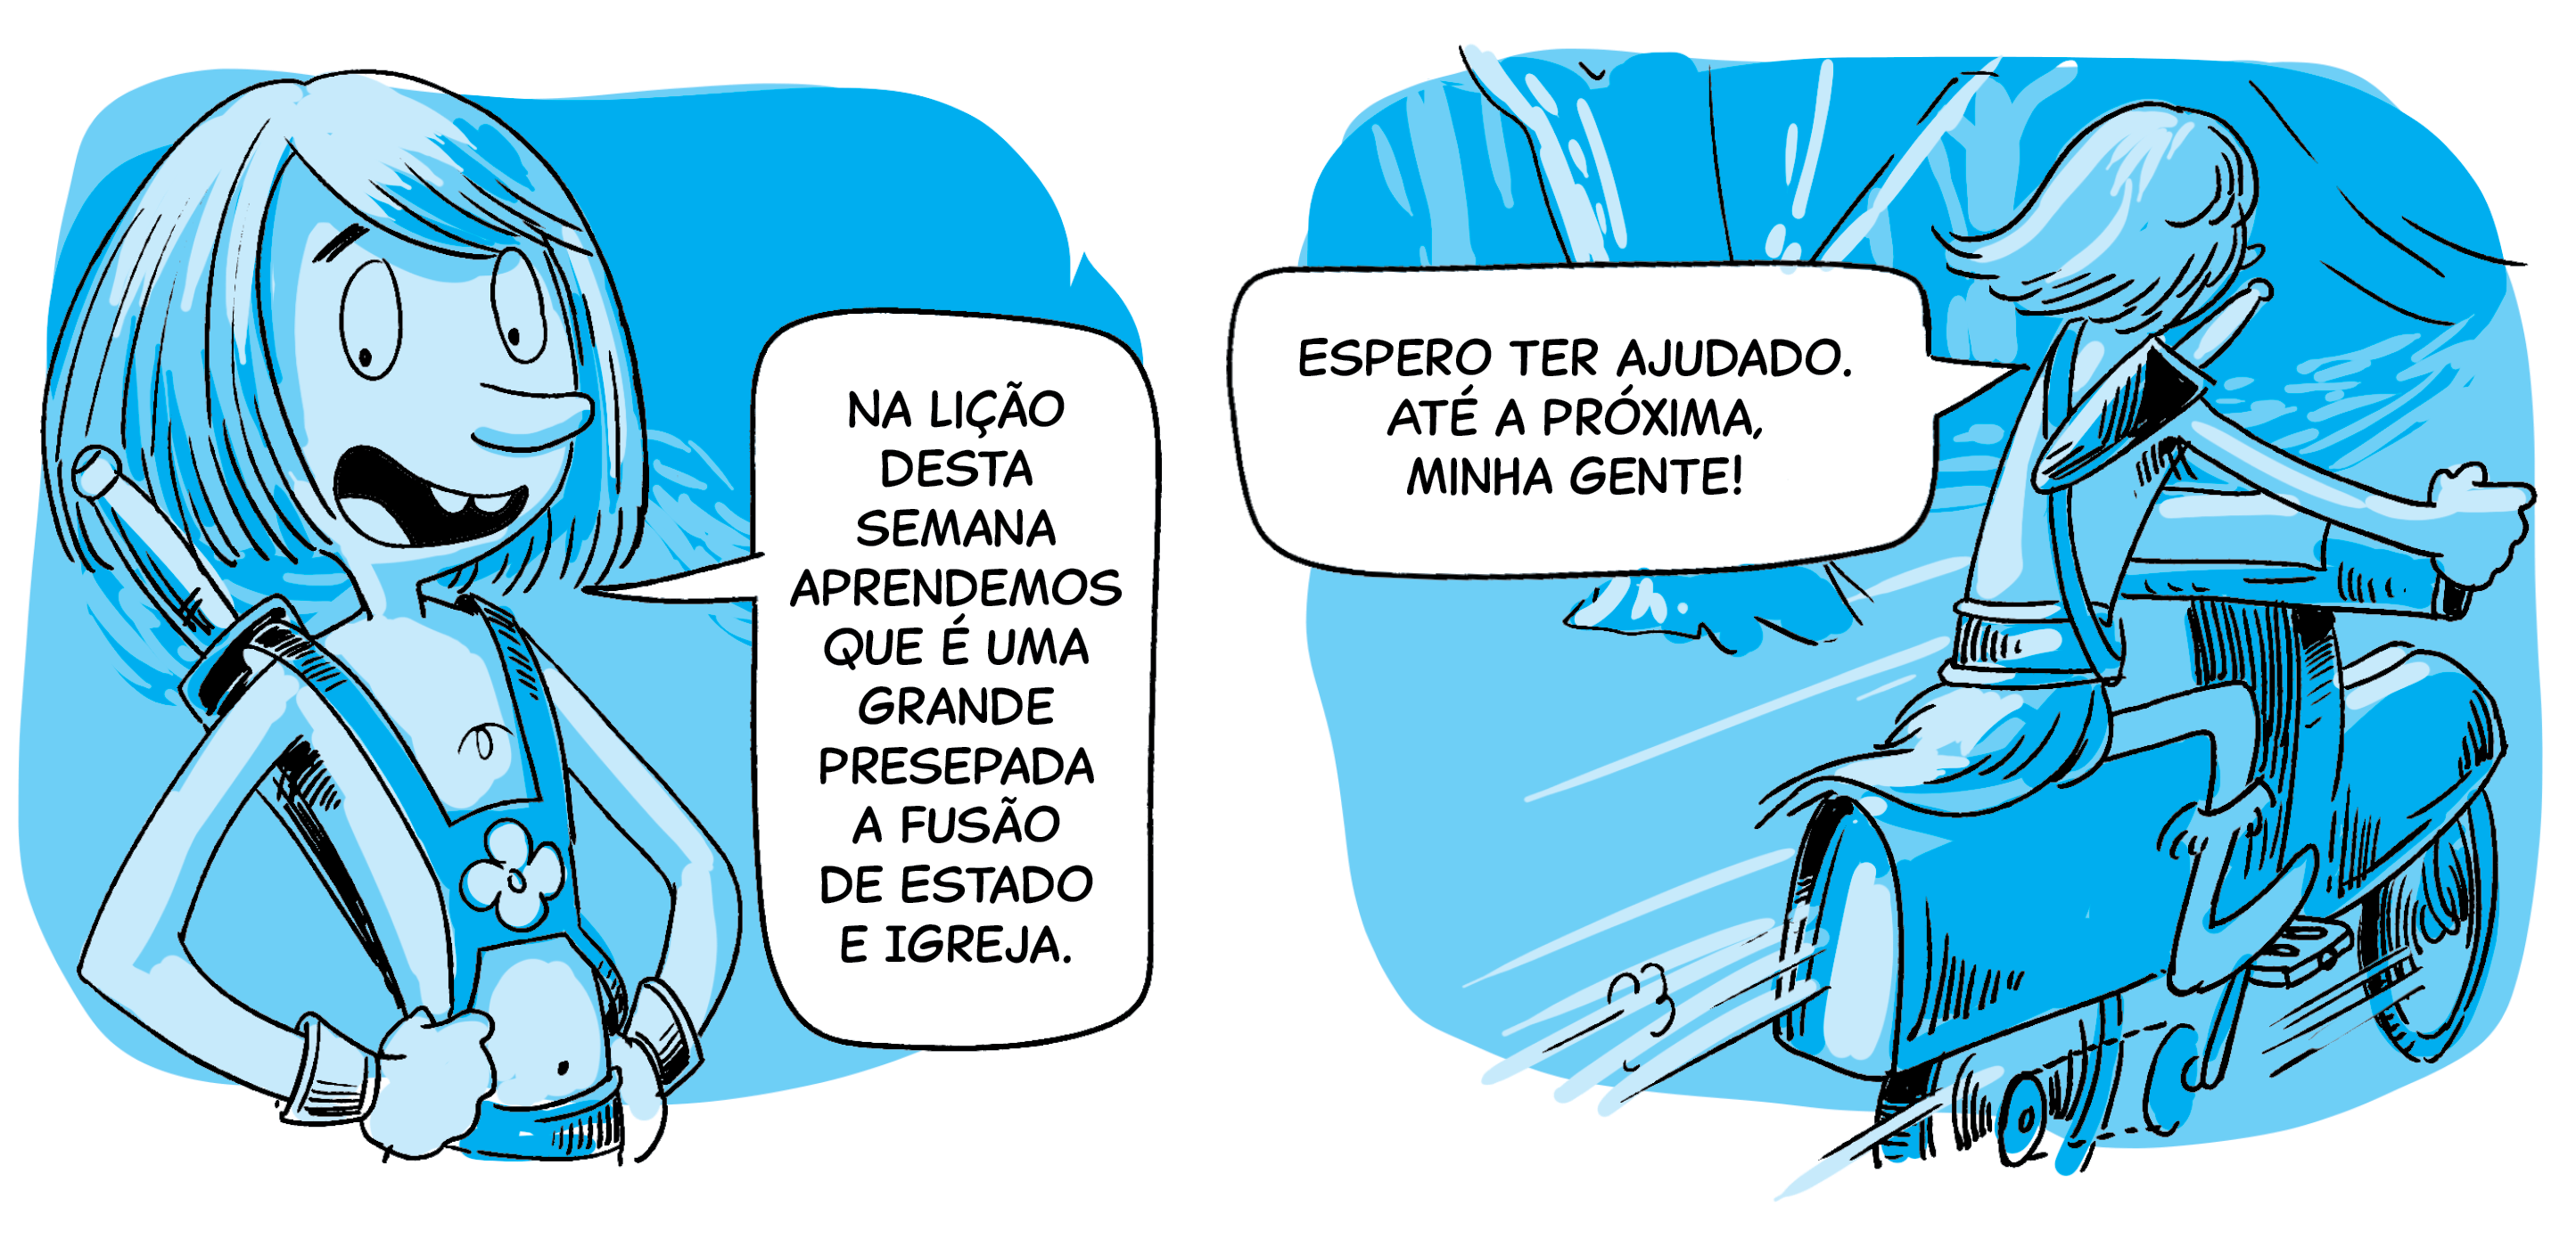 NA LIÇÃO
DESTA
SEMANA
APRENDEMOS
QUE É UMA
GRANDE
PRESEPADA
A FUSÃO
DE ESTADO
E IGREJA.
ESPERO TER AJUDADO.
ATÉ A PRÓXIMA,
MINHA GENTE!